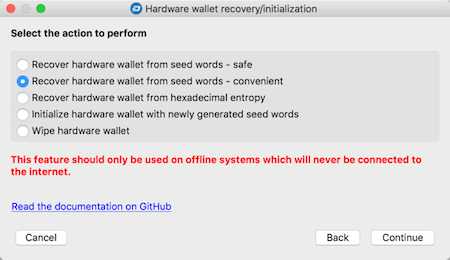 Hardware wallet recovery/initialization
Select the action to perform
Recover hardware wallet from seed words - safe
Recover hardware wallet from seed words - convenient
Recover hardware wallet from hexadecimal entropy
Initialize hardware wallet with newly generated seed words
Wipe hardware wallet
This feature should only be used on offline systems which will never be connected to
the internet.
Read the documentation on GitHub
Cancel Back Continue